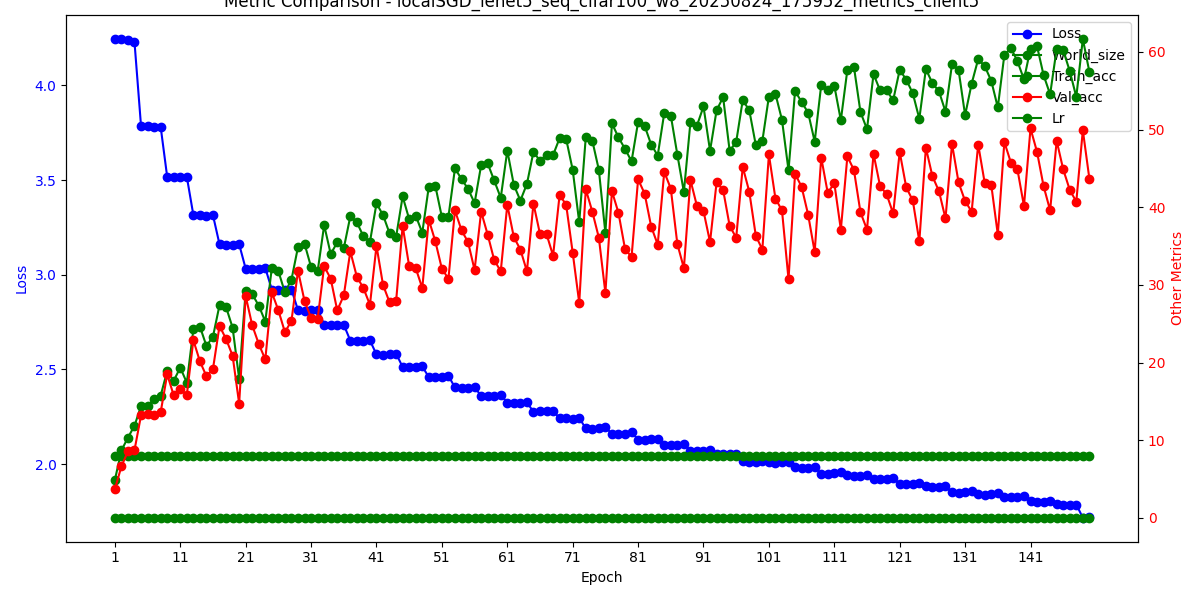 Metric Comparison - localSGD_lenet5_seq_cifar100_w8_20250824_175952_metrics_client5
Loss
World_size
Train_acc
Val_acc
Lr
4.0
3.5
3.0
2.5
2.0
Loss
60
50
40
30
20
10
0
Other Metrics
1 11 21 31 41 51 61 71 81 91 101 111 121 131 141
Epoch